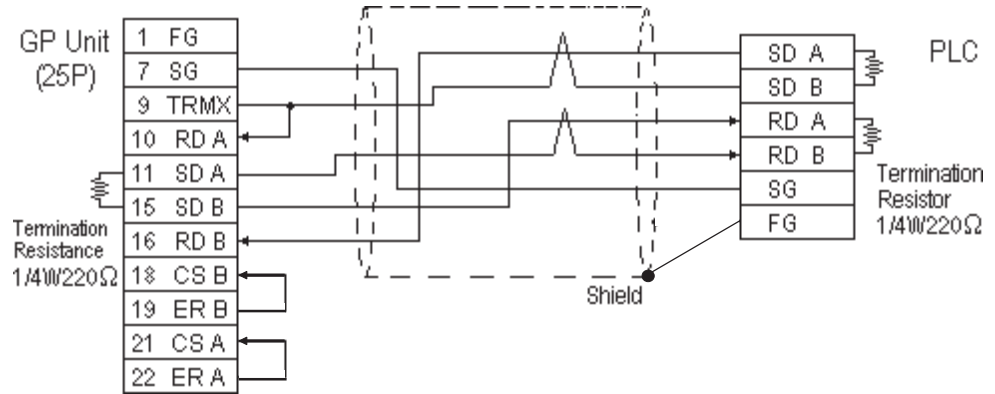 GP Unit
(25P)
1 FG
7 SG
9 TRMX
10 RD A
11 SD A
15 SD B
16 RD B
18 CS B
19 ER B
21 CS A
22 ER A
Termination
Resistance
1/4W220Ω
Shield
PLC
SD A
SD B
RD A
RD B
SG
FG
Termination
Resistor
1/4W/220Ω